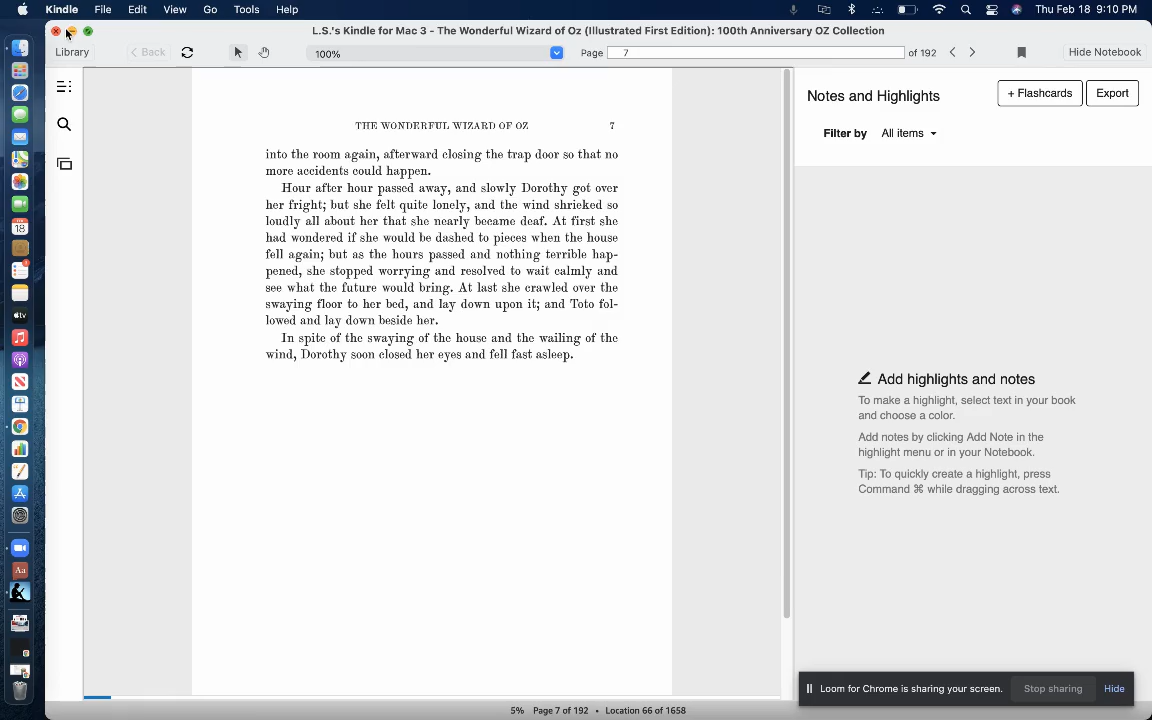 Kindle File Edit View Go Tools Help Thu Feb 18 9:10 PM
L.S.'s Kindle for Mac 3 - The Wonderful Wizard of Oz (Illustrated First Edition): 100th Anniversary OZ Collection
Library Back 100% Page 7 of 192 Hide Notebook
THE WONDERFUL WIZARD OF OZ 7
into the room again, afterward closing the trap door so that no
more accidents could happen.
Hour after hour passed away, and slowly Dorothy got over
her fright; but she felt quite lonely, and the wind shrieked so
loudly all about her that she nearly became deaf. At first she
had wondered if she would be dashed to pieces when the house
fell again; but as the hours passed and nothing terrible hap-
pened, she stopped worrying and resolved to wait calmly and
see what the future would bring. At last she crawled over the
swaying floor to her bed, and lay down upon it; and Toto fol-
lowed and lay down beside her.
In spite of the swaying of the house and the wailing of the
wind, Dorothy soon closed her eyes and fell fast asleep.
Notes and Highlights + Flashcards Export
Filter by All items
Add highlights and notes
To make a highlight, select text in your book
and choose a color.
Add notes by clicking Add Note in the
highlight menu or in your Notebook.
Tip: To quickly create a highlight, press
Command ⌘ while dragging across text.
Loom for Chrome is sharing your screen. Stop sharing Hide
5% Page 7 of 192 • Location 66 of 1658
18
tv
Aa